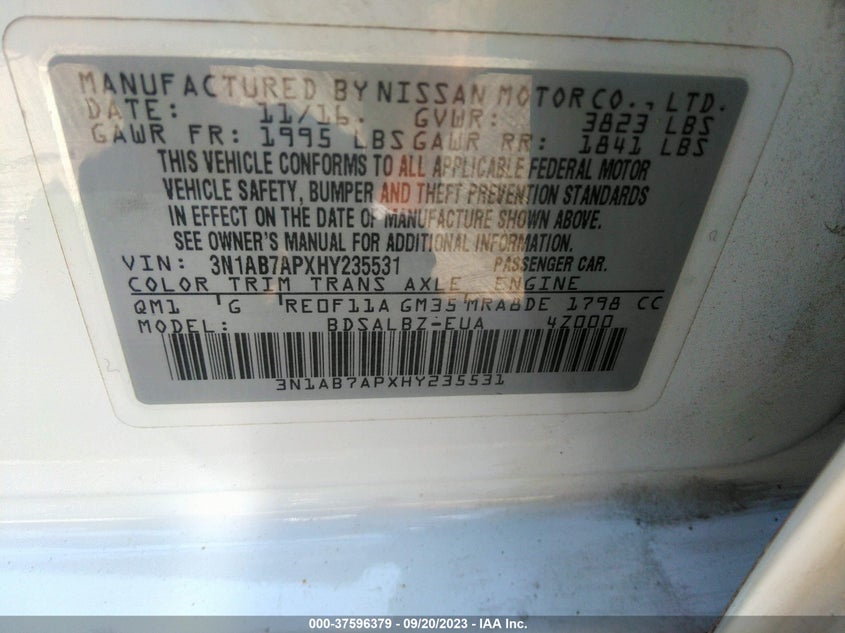 MANUFACTURED BY NISSAN MOTOR CO., LTD.
DATE: 11/16. GVWR: 3823 LBS
GAWR FR: 1995 LBS GAWR RR: 1841 LBS
THIS VEHICLE CONFORMS TO ALL APPLICABLE FEDERAL MOTOR
VEHICLE SAFETY, BUMPER AND THEFT PREVENTION STANDARDS
IN EFFECT ON THE DATE OF MANUFACTURE SHOWN ABOVE.
SEE OWNER'S MANUAL FOR ADDITIONAL INFORMATION.
VIN: 3N1AB7APXHY235531 PASSENGER CAR.
COLOR TRIM TRANS AXLE ENGINE
QM1 G RE0F11A GM35 MRA8DE 1798 CC
MODEL: BDSALBZ-EUA 4Z000
3N1AB7APXHY235531
000-37596379 - 09/20/2023 - IAA Inc.